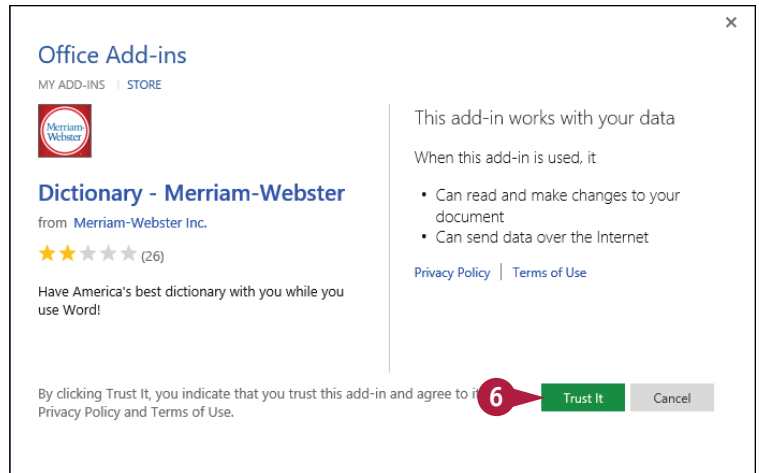 Office Add-ins
MY ADD-INS | STORE
Merriam-
Webster
Dictionary - Merriam-Webster
from Merriam-Webster Inc.
(26)
Have America's best dictionary with you while you
use Word!
This add-in works with your data
When this add-in is used, it
• Can read and make changes to your
document
• Can send data over the Internet
Privacy Policy | Terms of Use
By clicking Trust It, you indicate that you trust this add-in and agree to
Privacy Policy and Terms of Use.
6
Trust It
Cancel